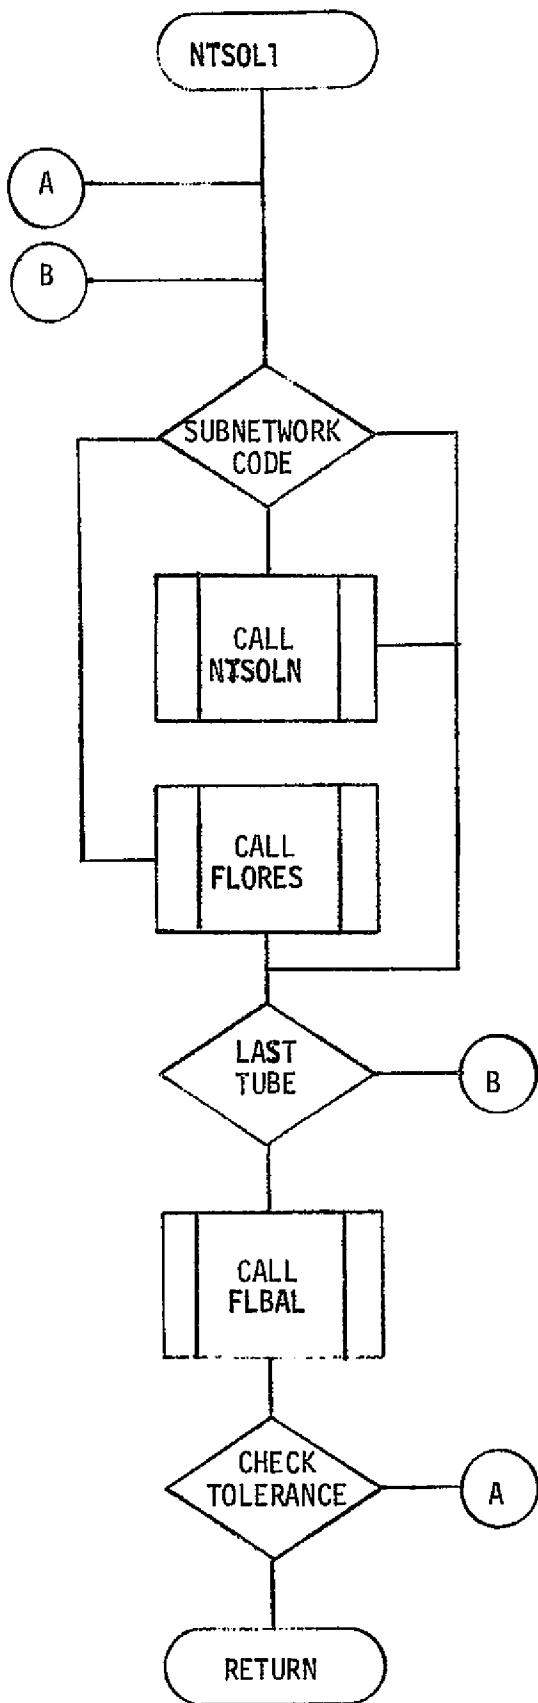 NTSOL1
A
B
SUBNETWORK
CODE
CALL
NTSOLN
CALL
FLORES
LAST
TUBE
B
CALL
FLBAL
CHECK
TOLERANCE
A
RETURN